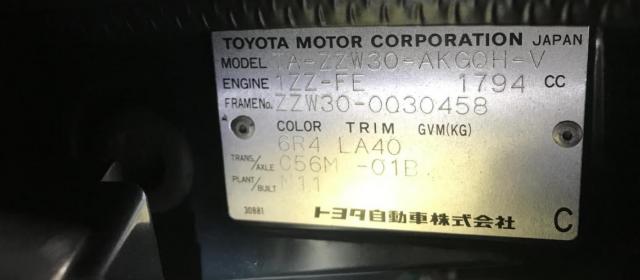 TOYOTA MOTOR CORPORATION JAPAN
MODEL TA-ZZW30-AKGQH-V
ENGINE 1ZZ-FE 1794 CC
FRAME No. ZZW30-0030458
COLOR TRIM GVM(KG)
6R4 LA40
TRANS/AXLE C56M -01B
PLANT/BUILT M11
30881 トヨタ自動車株式会社 C